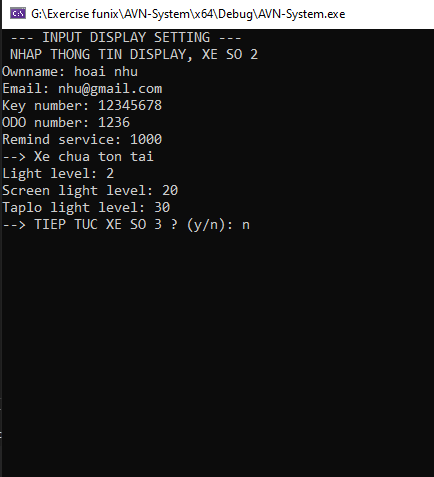 G:\Exercise funix\AVN-System\x64\Debug\AVN-System.exe
--- INPUT DISPLAY SETTING ---
NHAP THONG TIN DISPLAY, XE SO 2
Ownname: hoai nhu
Email: nhu@gmail.com
Key number: 12345678
ODO number: 1236
Remind service: 1000
--> Xe chua ton tai
Light level: 2
Screen light level: 20
Taplo light level: 30
--> TIEP TUC XE SO 3 ? (y/n): n